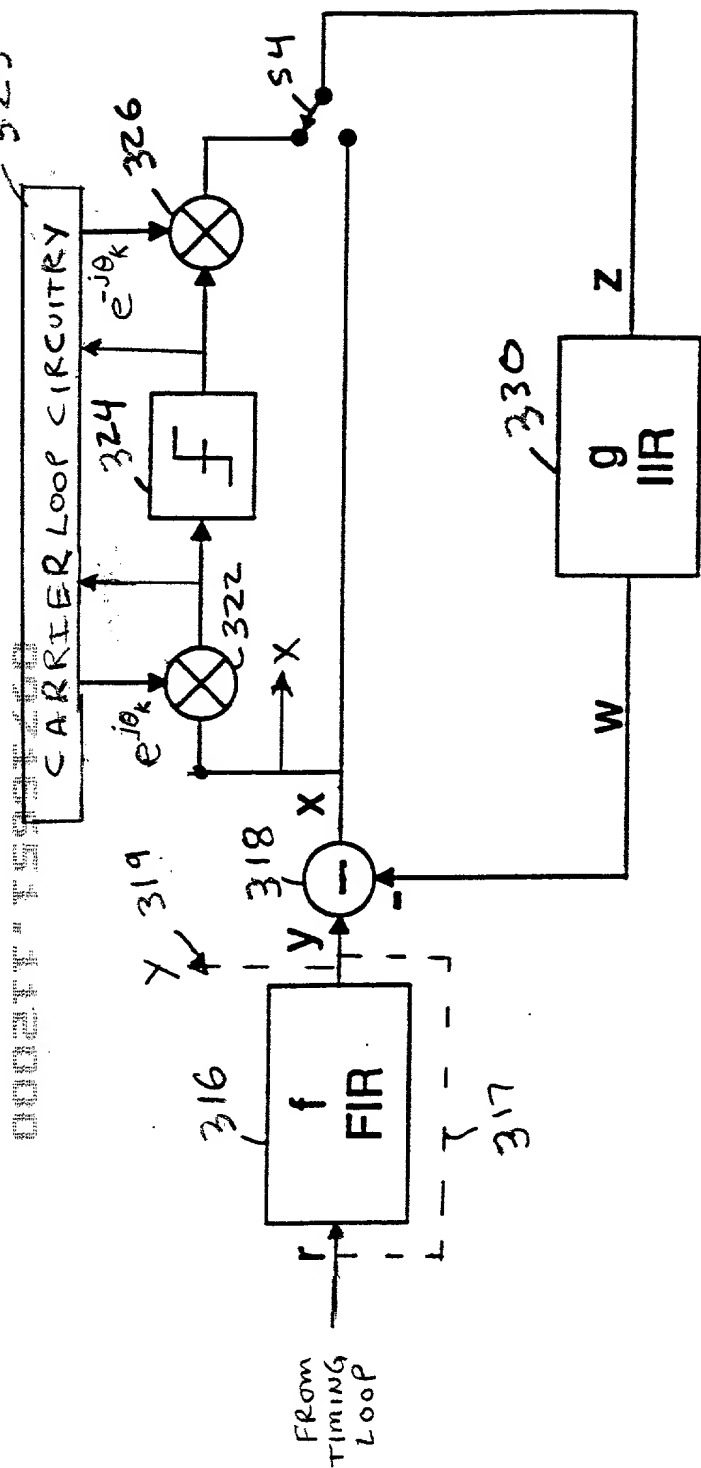 CARRIER LOOP CIRCUITRY
e^{jθ_k}
e^{-jθ_k}
322
324
326
S4
X
x
318
-
y
Y
319
316
f
FIR
r
317
FROM
TIMING
LOOP
w
g
IIR
330
z